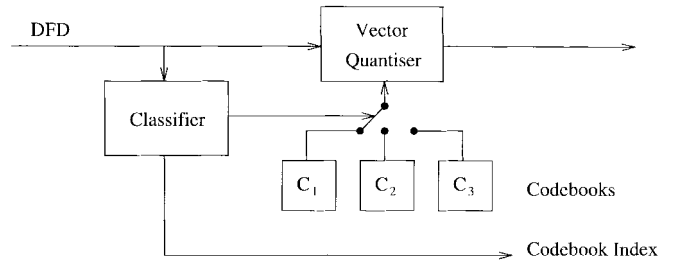 DFD
Vector
Quantiser
Classifier
C1
C2
C3
Codebooks
Codebook Index